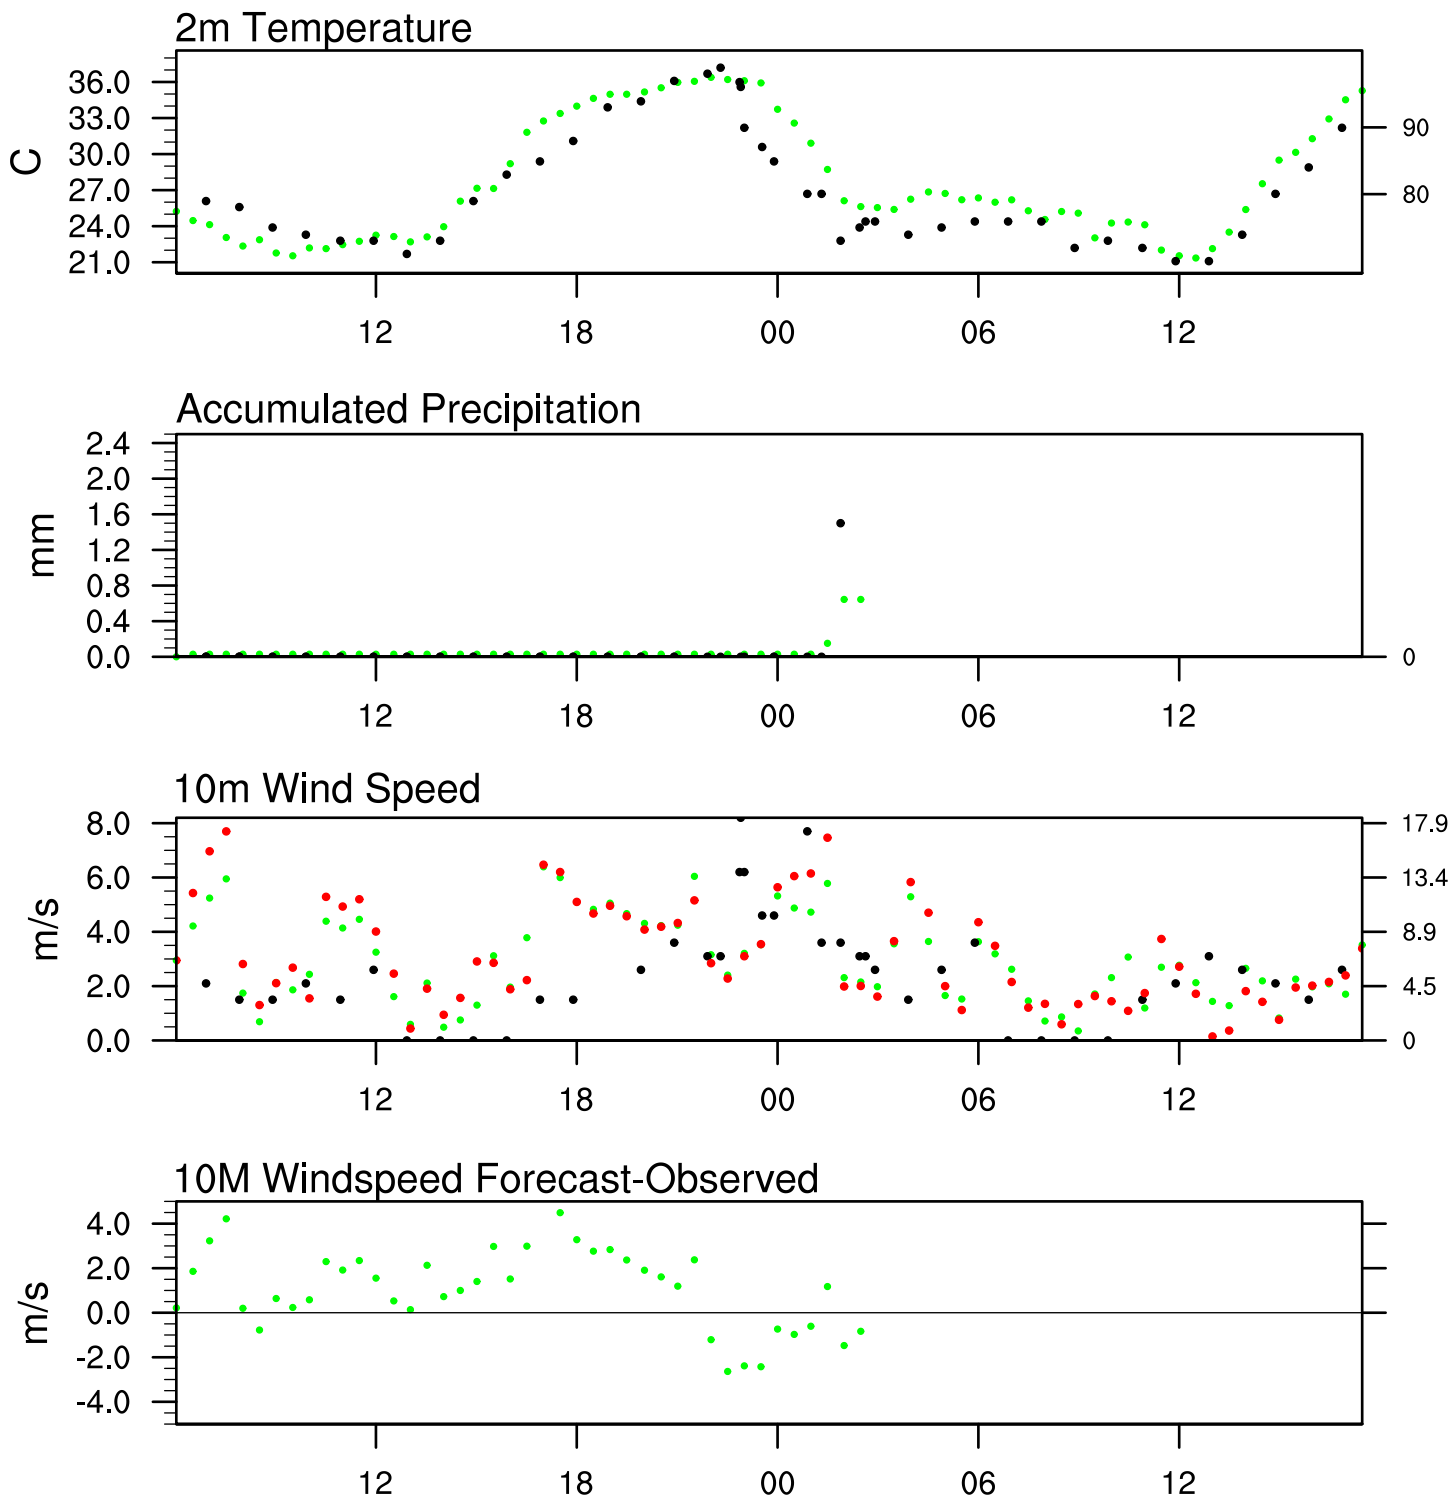 2m Temperature
36.0
33.0
30.0
27.0
24.0
21.0
C
90
80
12 18 00 06 12
Accumulated Precipitation
2.4
2.0
1.6
1.2
0.8
0.4
0.0
mm
0
12 18 00 06 12
10m Wind Speed
8.0
6.0
4.0
2.0
0.0
m/s
17.9
13.4
8.9
4.5
0
12 18 00 06 12
10M Windspeed Forecast-Observed
4.0
2.0
0.0
-2.0
-4.0
m/s
12 18 00 06 12